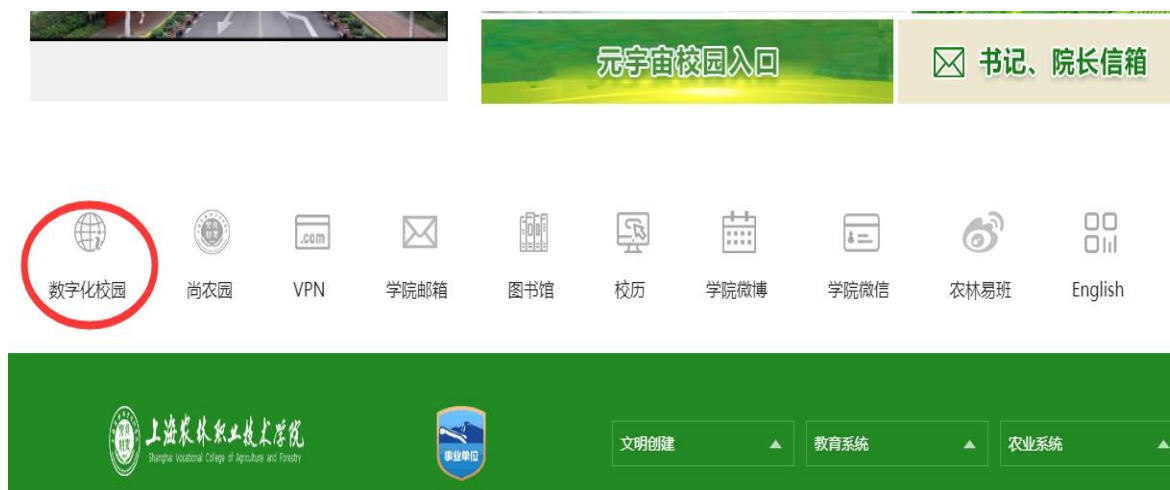 元宇宙校园入口
书记、院长信箱
.com
数字化校园
尚农园
VPN
学院邮箱
图书馆
校历
学院微博
学院微信
农林易班
English
上海农林职业技术学院
Shanghai Vocational College of Agriculture and Forestry
事业单位
文明创建
教育系统
农业系统